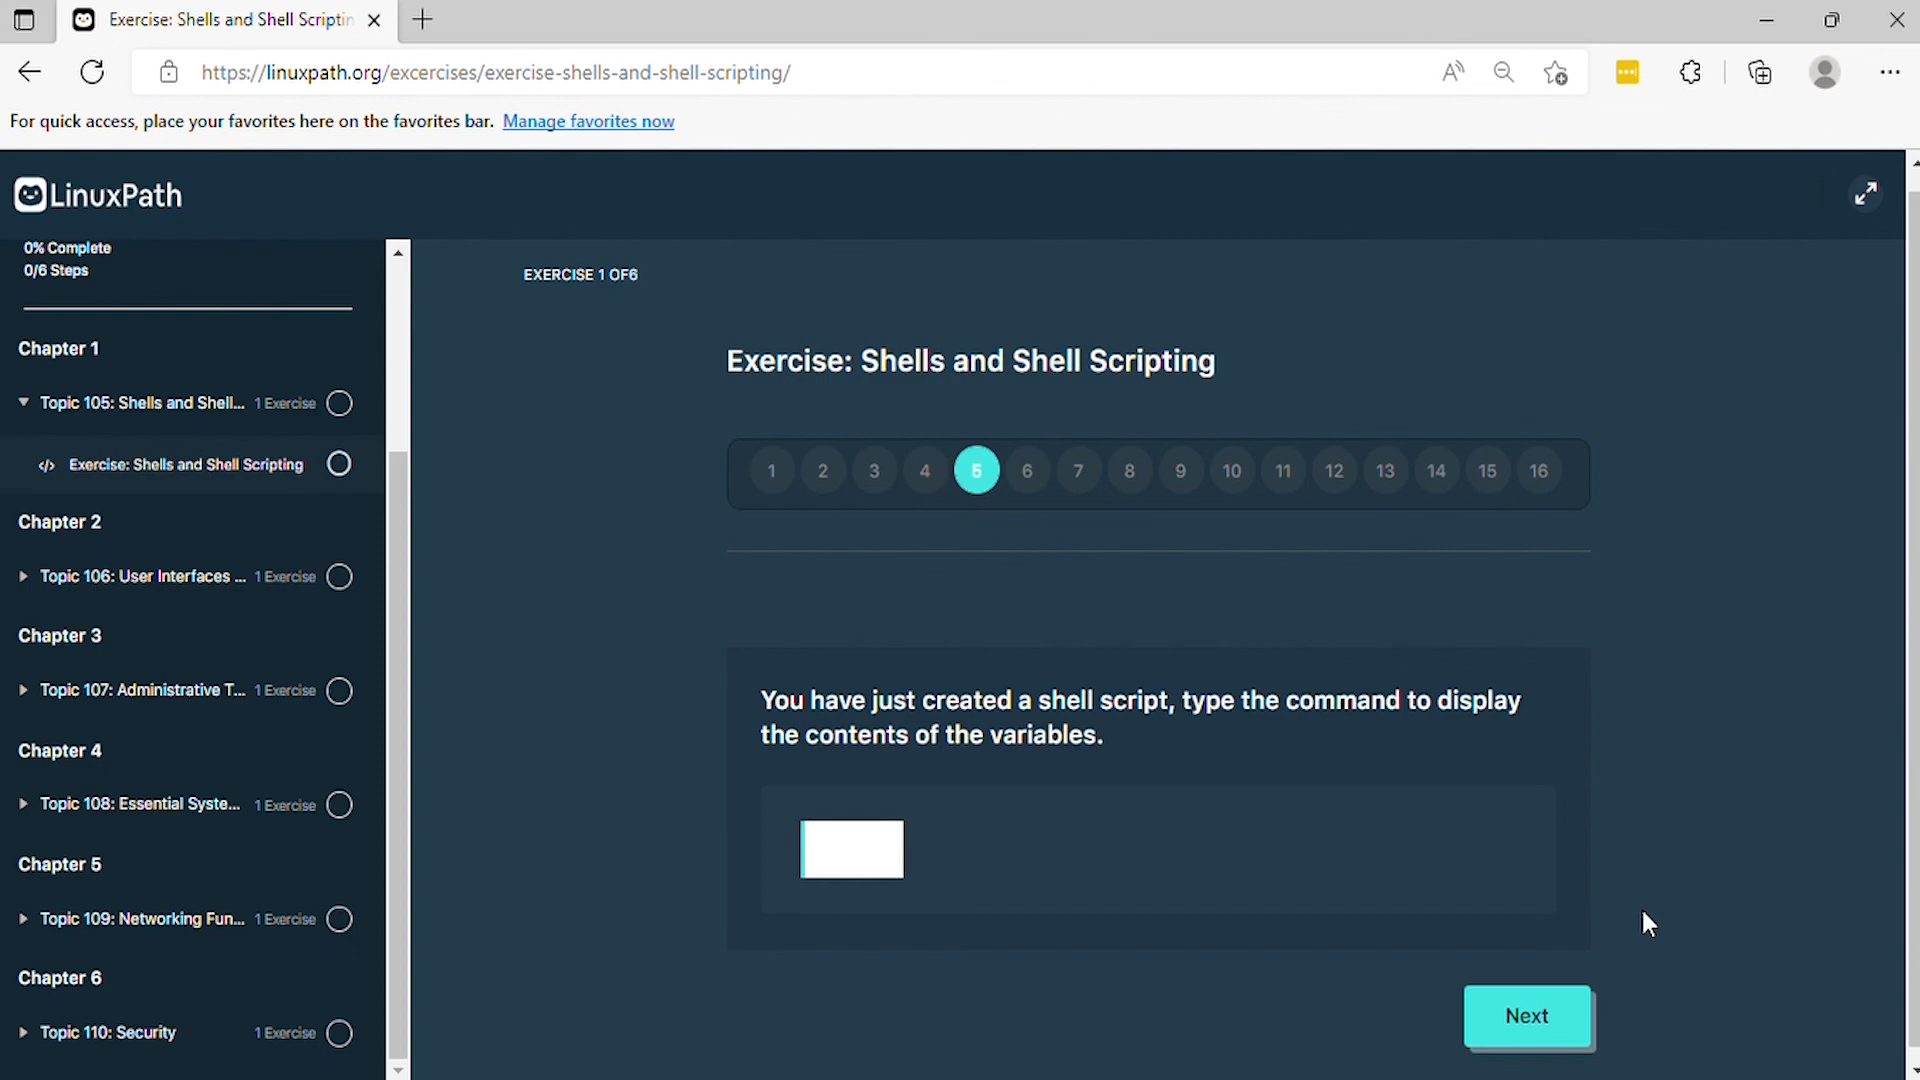 Exercise: Shells and Shell Scriptin
https://linuxpath.org/excercises/exercise-shells-and-shell-scripting/
For quick access, place your favorites here on the favorites bar. Manage favorites now
LinuxPath
0% Complete
0/6 Steps
Chapter 1
Topic 105: Shells and Shell... 1 Exercise
</> Exercise: Shells and Shell Scripting
Chapter 2
Topic 106: User Interfaces ... 1 Exercise
Chapter 3
Topic 107: Administrative T... 1 Exercise
Chapter 4
Topic 108: Essential Syste... 1 Exercise
Chapter 5
Topic 109: Networking Fun... 1 Exercise
Chapter 6
Topic 110: Security 1 Exercise
EXERCISE 1 OF6
Exercise: Shells and Shell Scripting
1 2 3 4 5 6 7 8 9 10 11 12 13 14 15 16
You have just created a shell script, type the command to display
the contents of the variables.
Next